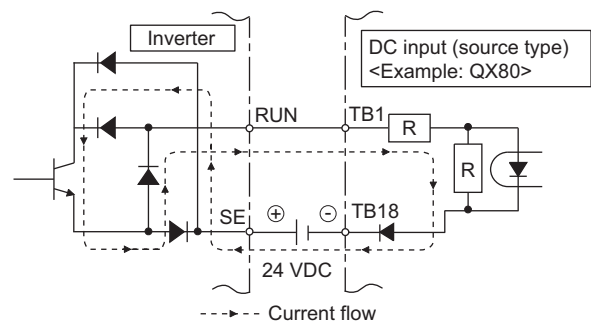 Inverter
DC input (source type)
<Example: QX80>
RUN
TB1
R
R
SE
⊕
⊖
TB18
24 VDC
Current flow